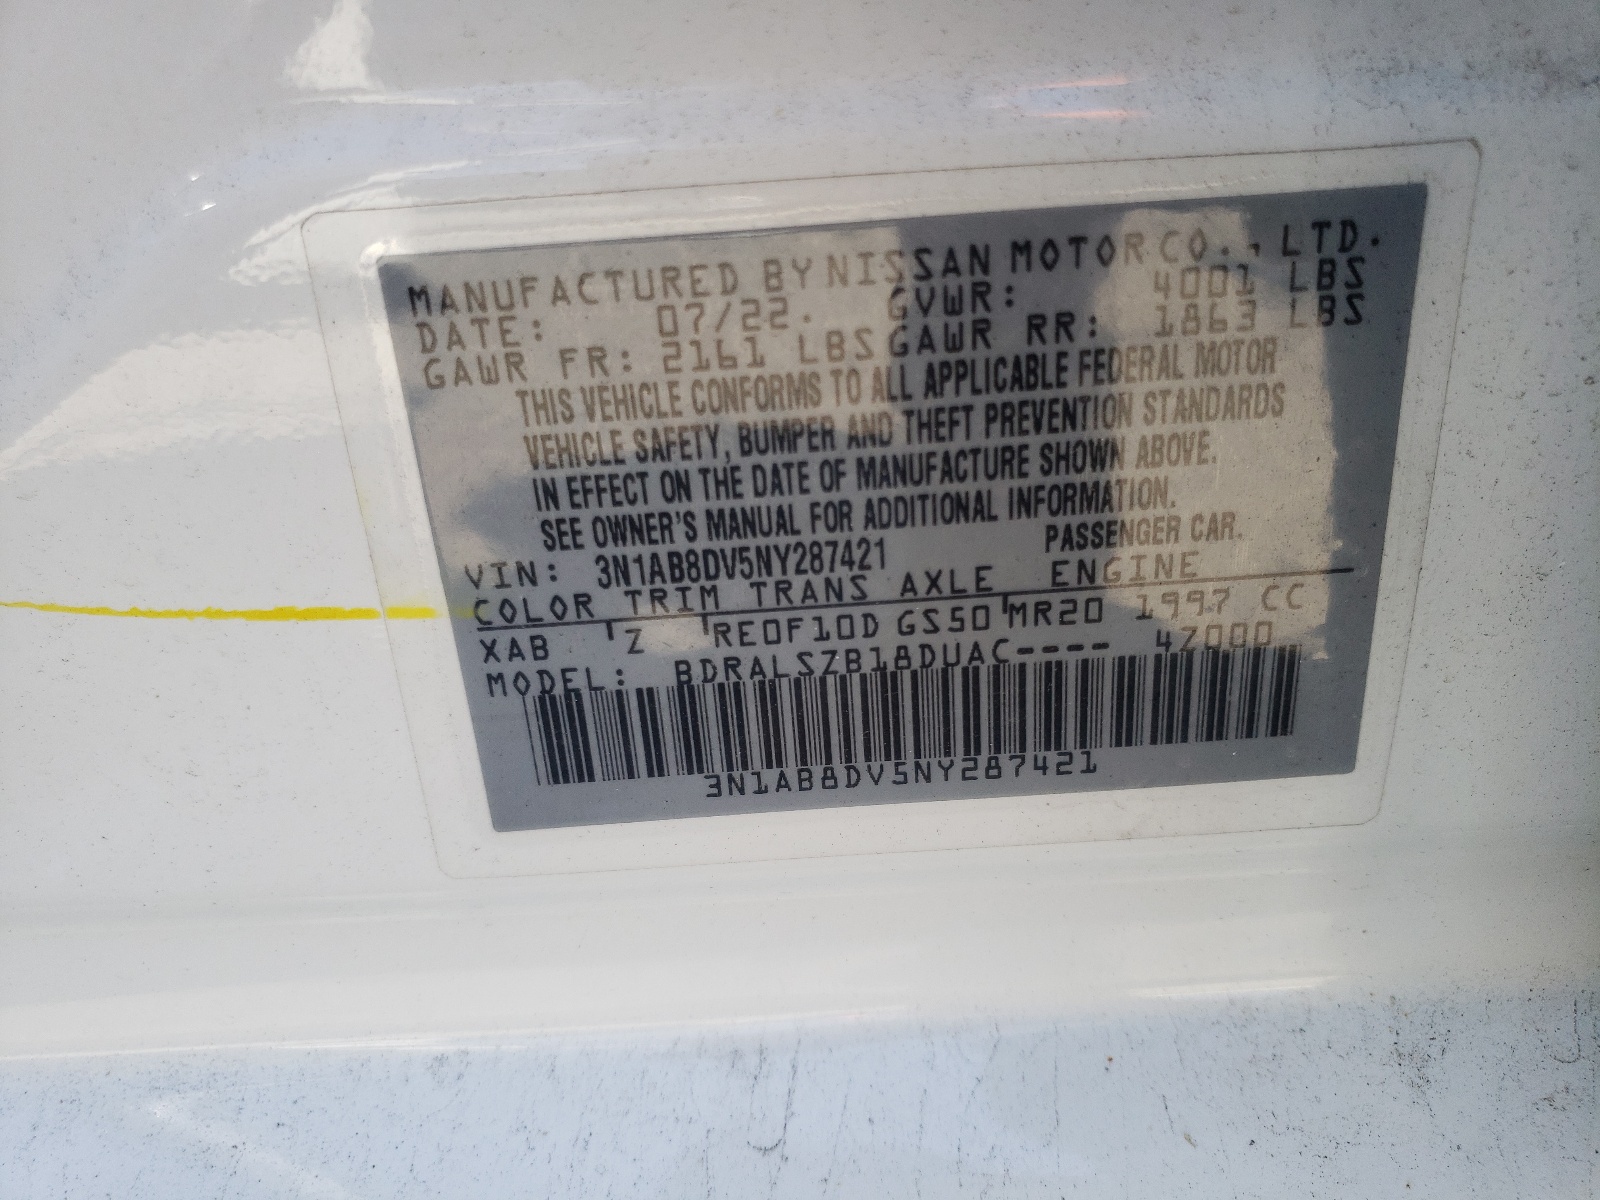 MANUFACTURED BY NISSAN MOTOR CO., LTD.
DATE: 07/22. GVWR: 4001 LBS
GAWR FR: 2161 LBS GAWR RR: 1863 LBS
THIS VEHICLE CONFORMS TO ALL APPLICABLE FEDERAL MOTOR
VEHICLE SAFETY, BUMPER AND THEFT PREVENTION STANDARDS
IN EFFECT ON THE DATE OF MANUFACTURE SHOWN ABOVE.
SEE OWNER'S MANUAL FOR ADDITIONAL INFORMATION.
VIN: 3N1AB8DV5NY287421 PASSENGER CAR.
COLOR TRIM TRANS AXLE ENGINE
XAB Z RE0F10D GS50 MR20 1997 CC
MODEL: BDRALSZB18DUAC---- 4Z000
3N1AB8DV5NY287421